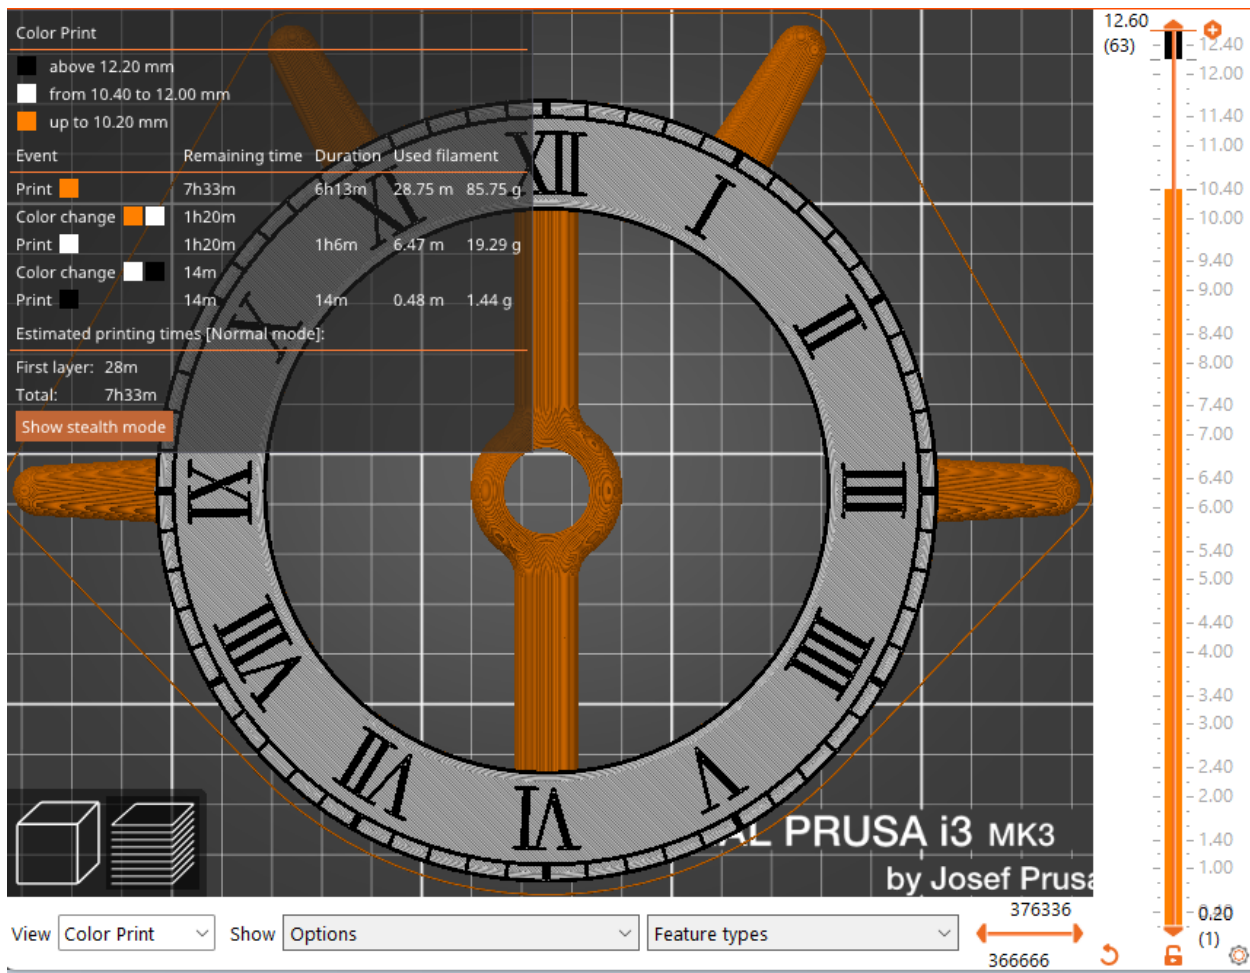 Color Print
above 12.20 mm
from 10.40 to 12.00 mm
up to 10.20 mm
Event Remaining time Duration Used filament
Print 7h33m 6h13m 28.75 m 85.75 g
Color change 1h20m
Print 1h20m 1h6m 6.47 m 19.29 g
Color change 14m
Print 14m 14m 0.48 m 1.44 g
Estimated printing times [Normal mode]:
First layer: 28m
Total: 7h33m
Show stealth mode
XII
I
II
III
IIII
V
VI
VII
VIII
IX
X
XI
AL PRUSA i3 MK3
by Josef Prusa
12.60
(63)
12.40
12.00
11.40
11.00
10.40
10.00
9.40
9.00
8.40
8.00
7.40
7.00
6.40
6.00
5.40
5.00
4.40
4.00
3.40
3.00
2.40
2.00
1.40
1.00
0.20
(1)
View Color Print Show Options Feature types
376336
366666